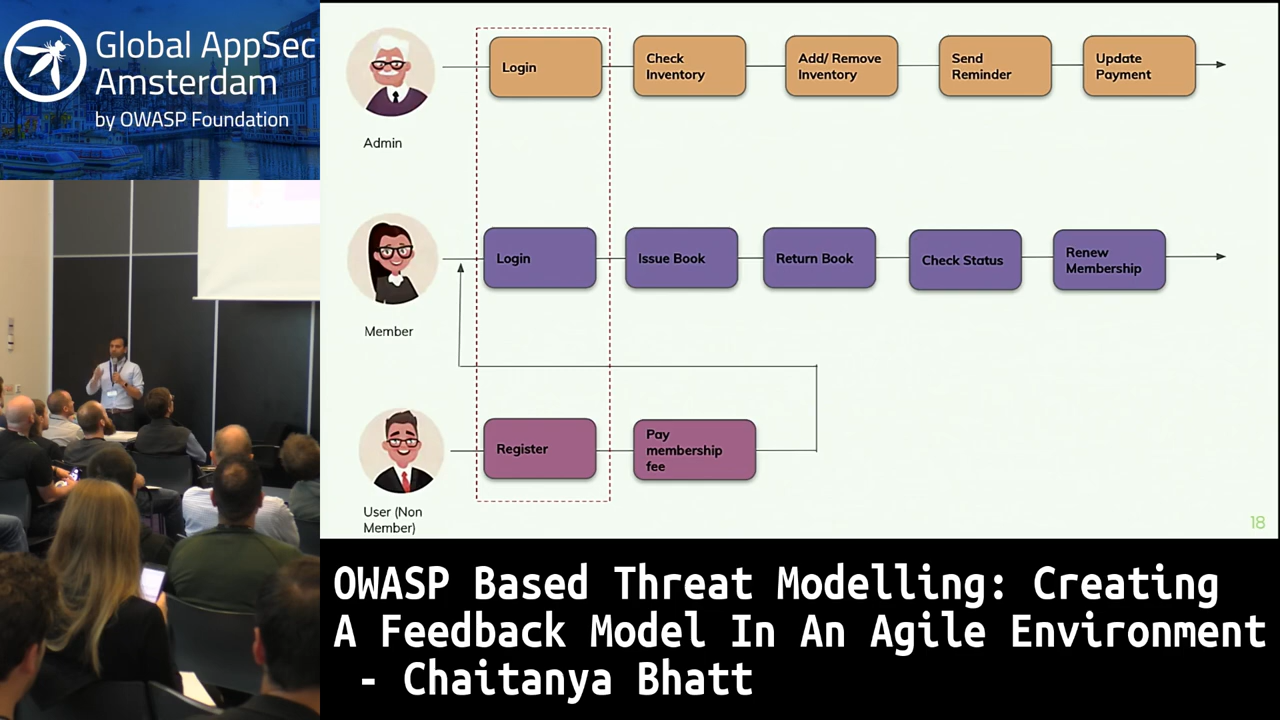 Global AppSec
Amsterdam
by OWASP Foundation
Login
Check
Inventory
Add/ Remove
Inventory
Send
Reminder
Update
Payment
Admin
Login
Issue Book
Return Book
Check Status
Renew
Membership
Member
Register
Pay
membership
fee
User (Non
Member)
18
OWASP Based Threat Modelling: Creating
A Feedback Model In An Agile Environment
- Chaitanya Bhatt